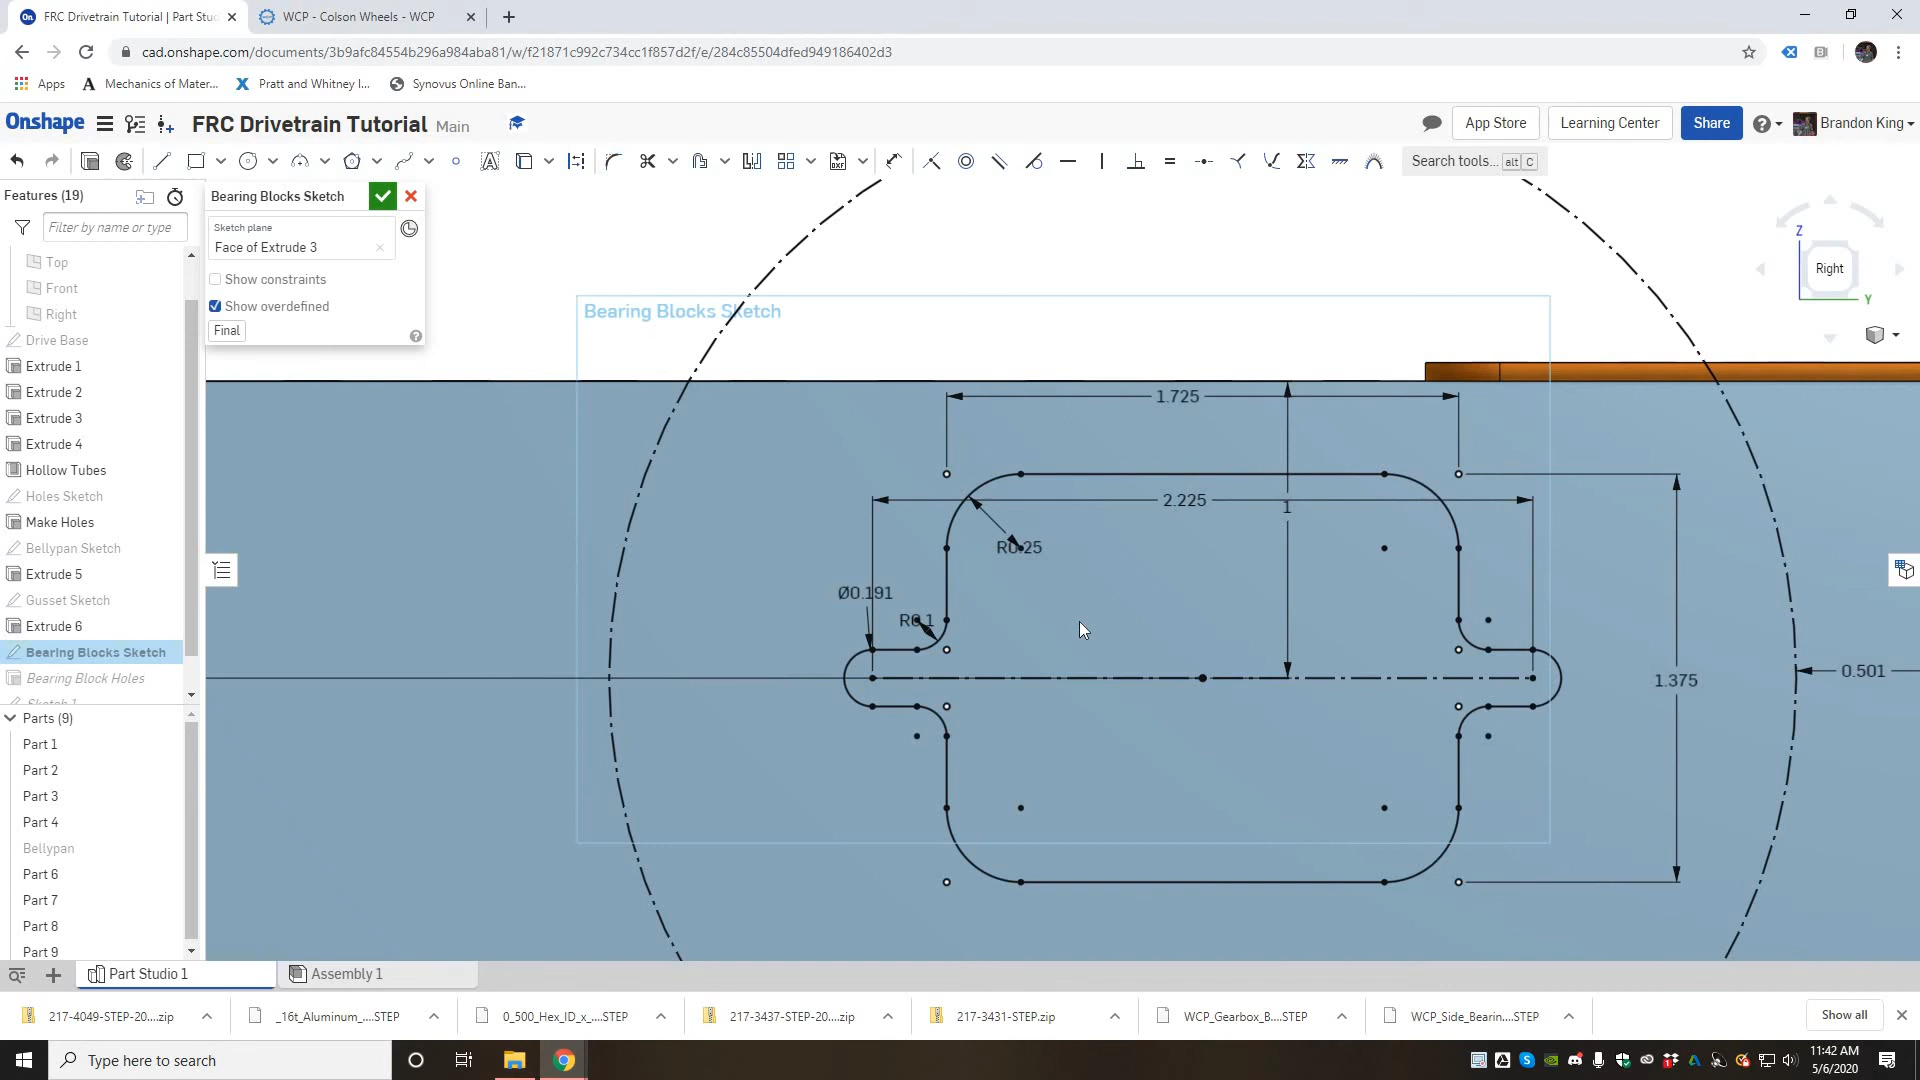 FRC Drivetrain Tutorial | Part Stu
WCP - Colson Wheels - WCP
cad.onshape.com/documents/3b9afc84554b296a984aba81/w/f21871c992c734cc1f857d2f/e/284c85504dfed949186402d3
Apps
Mechanics of Mater...
Pratt and Whitney I...
Synovus Online Ban...
Onshape
FRC Drivetrain Tutorial Main
App Store
Learning Center
Share
Brandon King
Search tools... alt C
Features (19)
Filter by name or type
Top
Front
Right
Drive Base
Extrude 1
Extrude 2
Extrude 3
Extrude 4
Hollow Tubes
Holes Sketch
Make Holes
Bellypan Sketch
Extrude 5
Gusset Sketch
Extrude 6
Bearing Blocks Sketch
Bearing Block Holes
Sketch 1
Parts (9)
Part 1
Part 2
Part 3
Part 4
Bellypan
Part 6
Part 7
Part 8
Part 9
Bearing Blocks Sketch
Sketch plane
Face of Extrude 3
Show constraints
Show overdefined
Final
Bearing Blocks Sketch
1.725
2.225
1
R0.25
Ø0.191
R0.1
1.375
0.501
Z
Right
Y
Part Studio 1
Assembly 1
217-4049-STEP-20....zip
_16t_Aluminum_....STEP
0_500_Hex_ID_x_....STEP
217-3437-STEP-20....zip
217-3431-STEP.zip
WCP_Gearbox_B....STEP
WCP_Side_Bearin....STEP
Show all
Type here to search
11:42 AM
5/6/2020